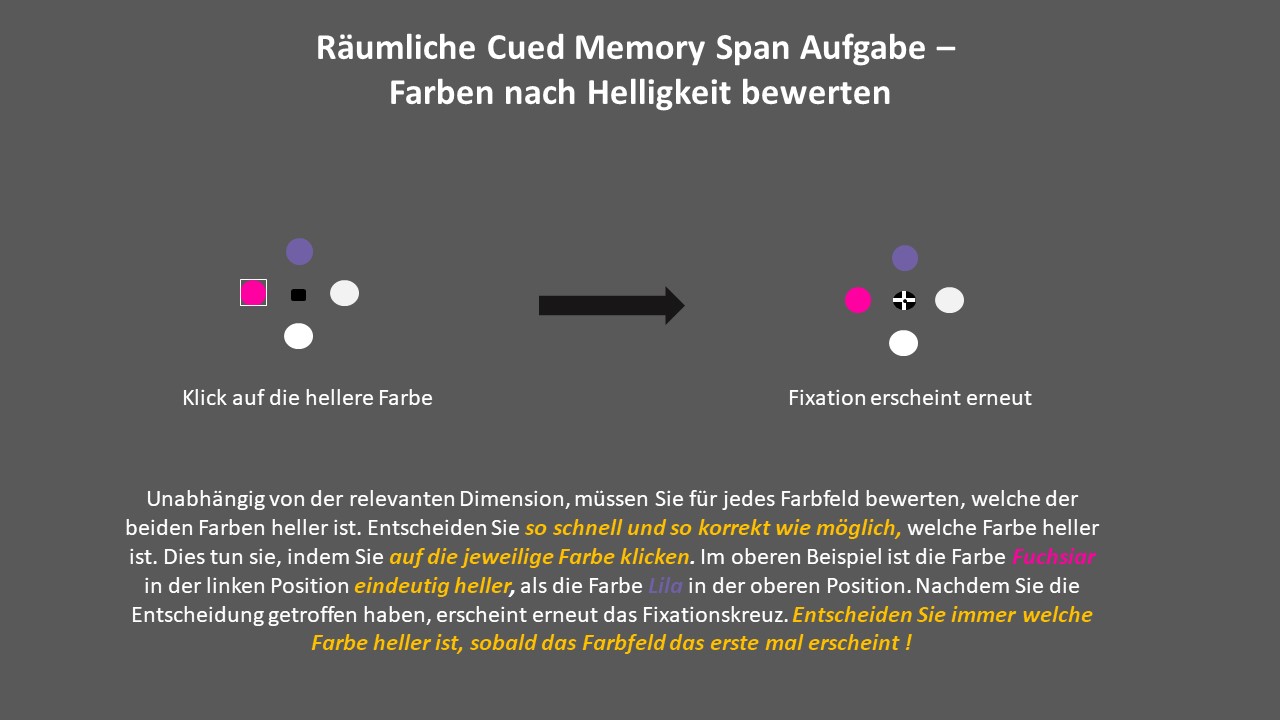 Räumliche Cued Memory Span Aufgabe –
Farben nach Helligkeit bewerten
Klick auf die hellere Farbe
Fixation erscheint erneut
Unabhängig von der relevanten Dimension, müssen Sie für jedes Farbfeld bewerten, welche der
beiden Farben heller ist. Entscheiden Sie so schnell und so korrekt wie möglich, welche Farbe heller
ist. Dies tun sie, indem Sie auf die jeweilige Farbe klicken. Im oberen Beispiel ist die Farbe Fuchsiar
in der linken Position eindeutig heller, als die Farbe Lila in der oberen Position. Nachdem Sie die
Entscheidung getroffen haben, erscheint erneut das Fixationskreuz. Entscheiden Sie immer welche
Farbe heller ist, sobald das Farbfeld das erste mal erscheint !